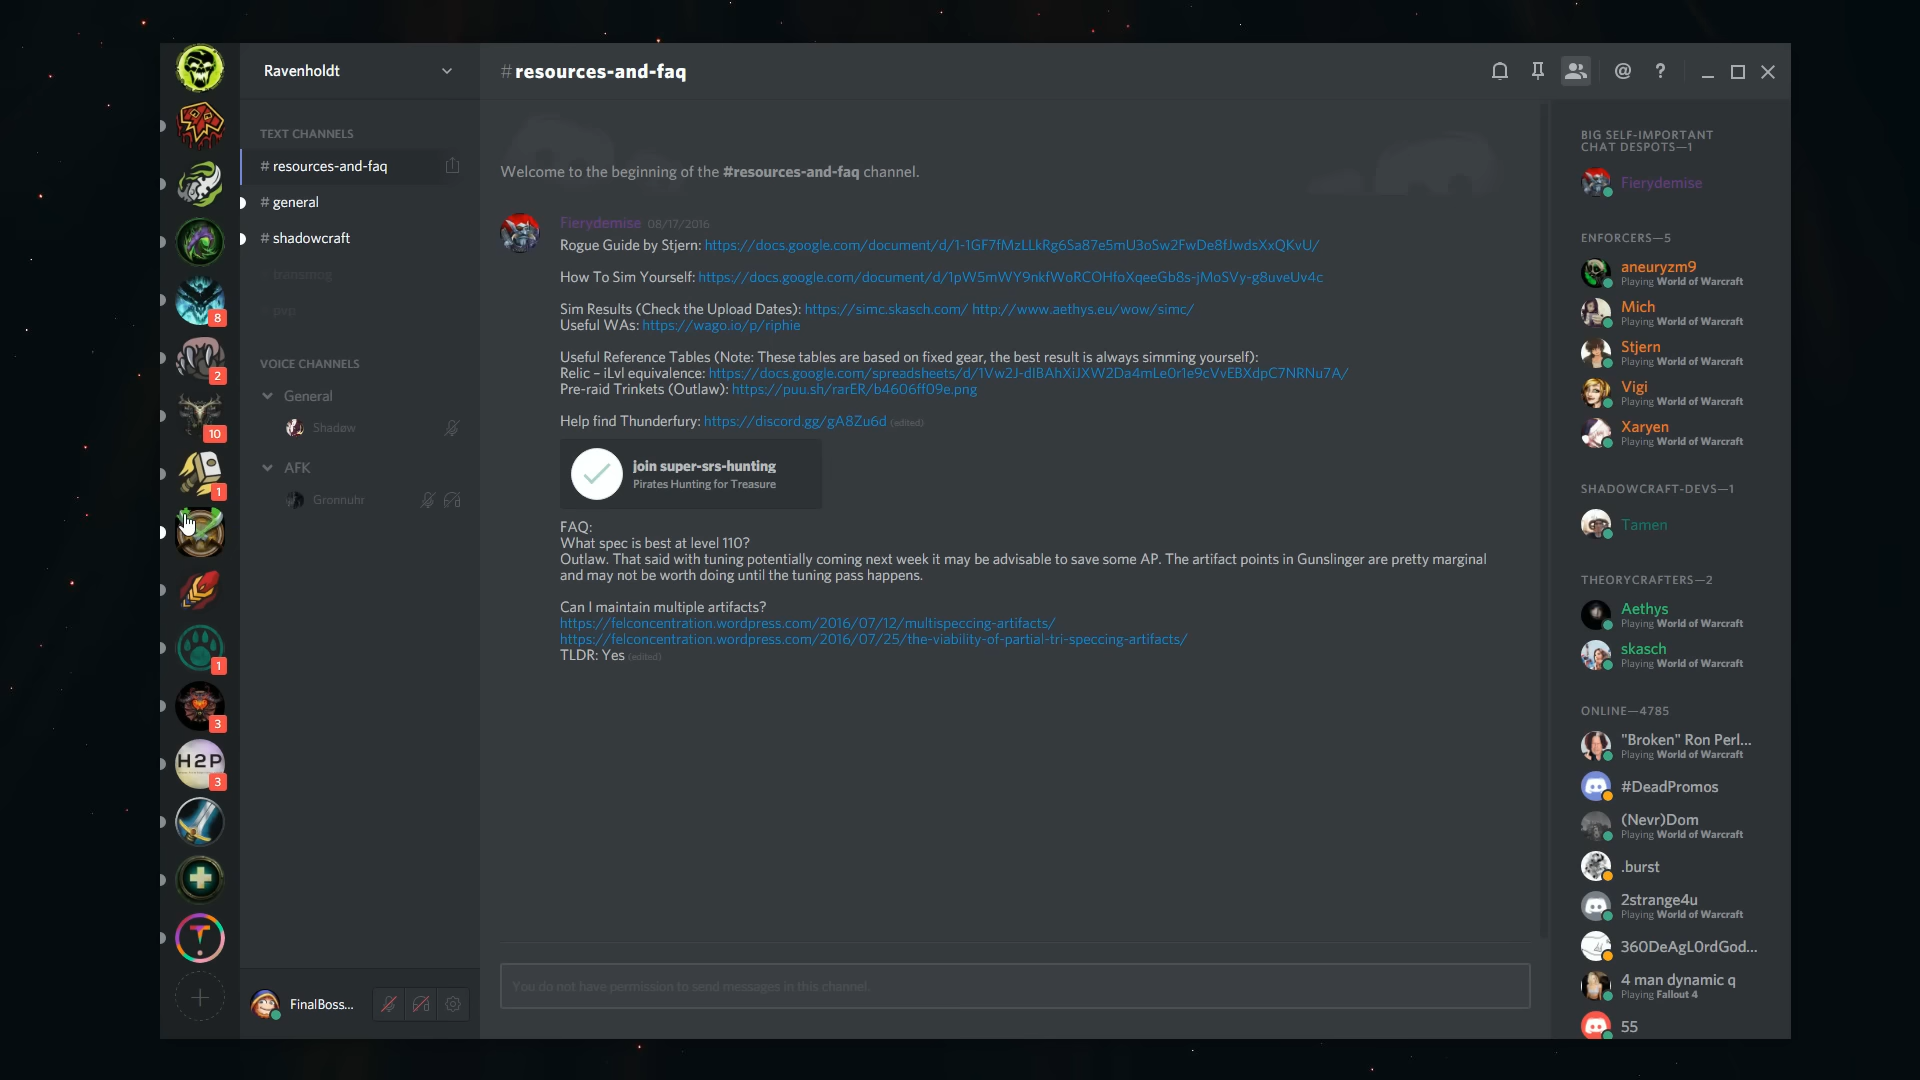 Ravenholdt
TEXT CHANNELS
# resources-and-faq
# general
# shadowcraft
# transmog
# pvp
VOICE CHANNELS
General
Shadøw
AFK
Gronnuhr
FinalBoss...
8
2
10
1
1
3
H2P
3
T
#resources-and-faq
@ ?
Welcome to the beginning of the #resources-and-faq channel.
Fierydemise 08/17/2016
Rogue Guide by Stjern: https://docs.google.com/document/d/1-1GF7fMzLLkRg6Sa87e5mU3oSw2FwDe8fJwdsXxQKvU/
How To Sim Yourself: https://docs.google.com/document/d/1pW5mWY9nkfWoRCOHfoXqeeGb8s-jMoSVy-g8uveUv4c
Sim Results (Check the Upload Dates): https://simc.skasch.com/ http://www.aethys.eu/wow/simc/
Useful WAs: https://wago.io/p/riphie
Useful Reference Tables (Note: These tables are based on fixed gear, the best result is always simming yourself):
Relic – iLvl equivalence: https://docs.google.com/spreadsheets/d/1Vw2J-dIBAhXiJXW2Da4mLe0r1e9cVvEBXdpC7NRNu7A/
Pre-raid Trinkets (Outlaw): https://puu.sh/rarER/b4606ff09e.png
Help find Thunderfury: https://discord.gg/gA8Zu6d (edited)
join super-srs-hunting
Pirates Hunting for Treasure
FAQ:
What spec is best at level 110?
Outlaw. That said with tuning potentially coming next week it may be advisable to save some AP. The artifact points in Gunslinger are pretty marginal
and may not be worth doing until the tuning pass happens.
Can I maintain multiple artifacts?
https://felconcentration.wordpress.com/2016/07/12/multispeccing-artifacts/
https://felconcentration.wordpress.com/2016/07/25/the-viability-of-partial-tri-speccing-artifacts/
TLDR: Yes (edited)
You do not have permission to send messages in this channel.
BIG SELF-IMPORTANT
CHAT DESPOTS—1
Fierydemise
ENFORCERS—5
aneuryzm9
Playing World of Warcraft
Mich
Playing World of Warcraft
Stjern
Playing World of Warcraft
Vigi
Playing World of Warcraft
Xaryen
Playing World of Warcraft
SHADOWCRAFT-DEVS—1
Tamen
THEORYCRAFTERS—2
Aethys
Playing World of Warcraft
skasch
Playing World of Warcraft
ONLINE—4785
"Broken" Ron Perl...
Playing World of Warcraft
#DeadPromos
(Nevr)Dom
Playing World of Warcraft
.burst
2strange4u
Playing World of Warcraft
360DeAgL0rdGod...
4 man dynamic q
Playing Fallout 4
55